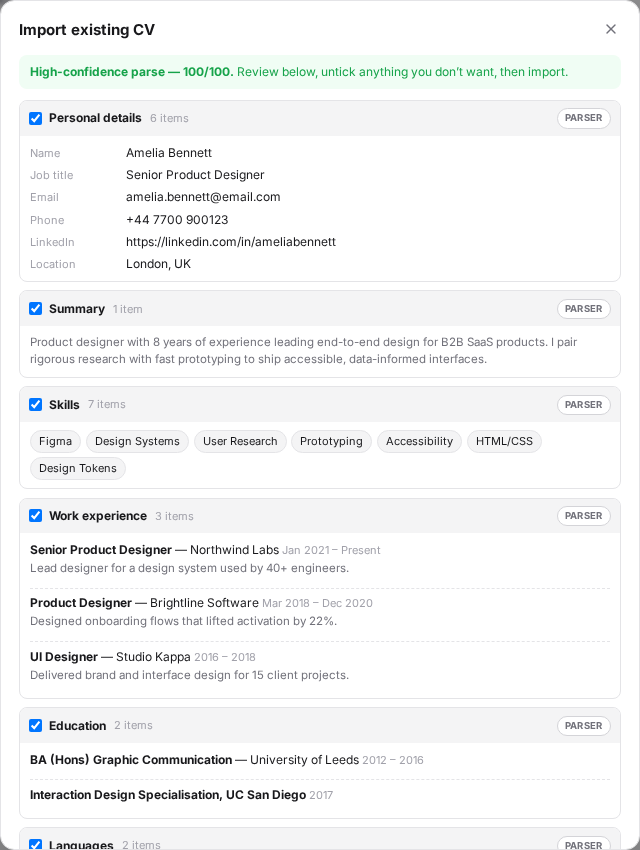 Import existing CV
High-confidence parse — 100/100. Review below, untick anything you don’t want, then import.
Personal details 6 items PARSER
Name Amelia Bennett
Job title Senior Product Designer
Email amelia.bennett@email.com
Phone +44 7700 900123
LinkedIn https://linkedin.com/in/ameliabennett
Location London, UK
Summary 1 item PARSER
Product designer with 8 years of experience leading end-to-end design for B2B SaaS products. I pair
rigorous research with fast prototyping to ship accessible, data-informed interfaces.
Skills 7 items PARSER
Figma Design Systems User Research Prototyping Accessibility HTML/CSS
Design Tokens
Work experience 3 items PARSER
Senior Product Designer — Northwind Labs Jan 2021 – Present
Lead designer for a design system used by 40+ engineers.
Product Designer — Brightline Software Mar 2018 – Dec 2020
Designed onboarding flows that lifted activation by 22%.
UI Designer — Studio Kappa 2016 – 2018
Delivered brand and interface design for 15 client projects.
Education 2 items PARSER
BA (Hons) Graphic Communication — University of Leeds 2012 – 2016
Interaction Design Specialisation, UC San Diego 2017
Languages 2 items PARSER